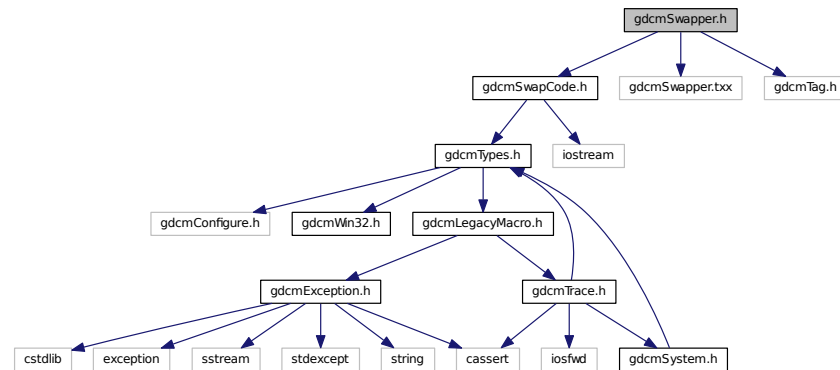 gdcmSwapper.h
gdcmSwapCode.h
gdcmSwapper.txx
gdcmTag.h
gdcmTypes.h
iostream
gdcmConfigure.h
gdcmWin32.h
gdcmLegacyMacro.h
gdcmException.h
gdcmTrace.h
cstdlib
exception
sstream
stdexcept
string
cassert
iosfwd
gdcmSystem.h